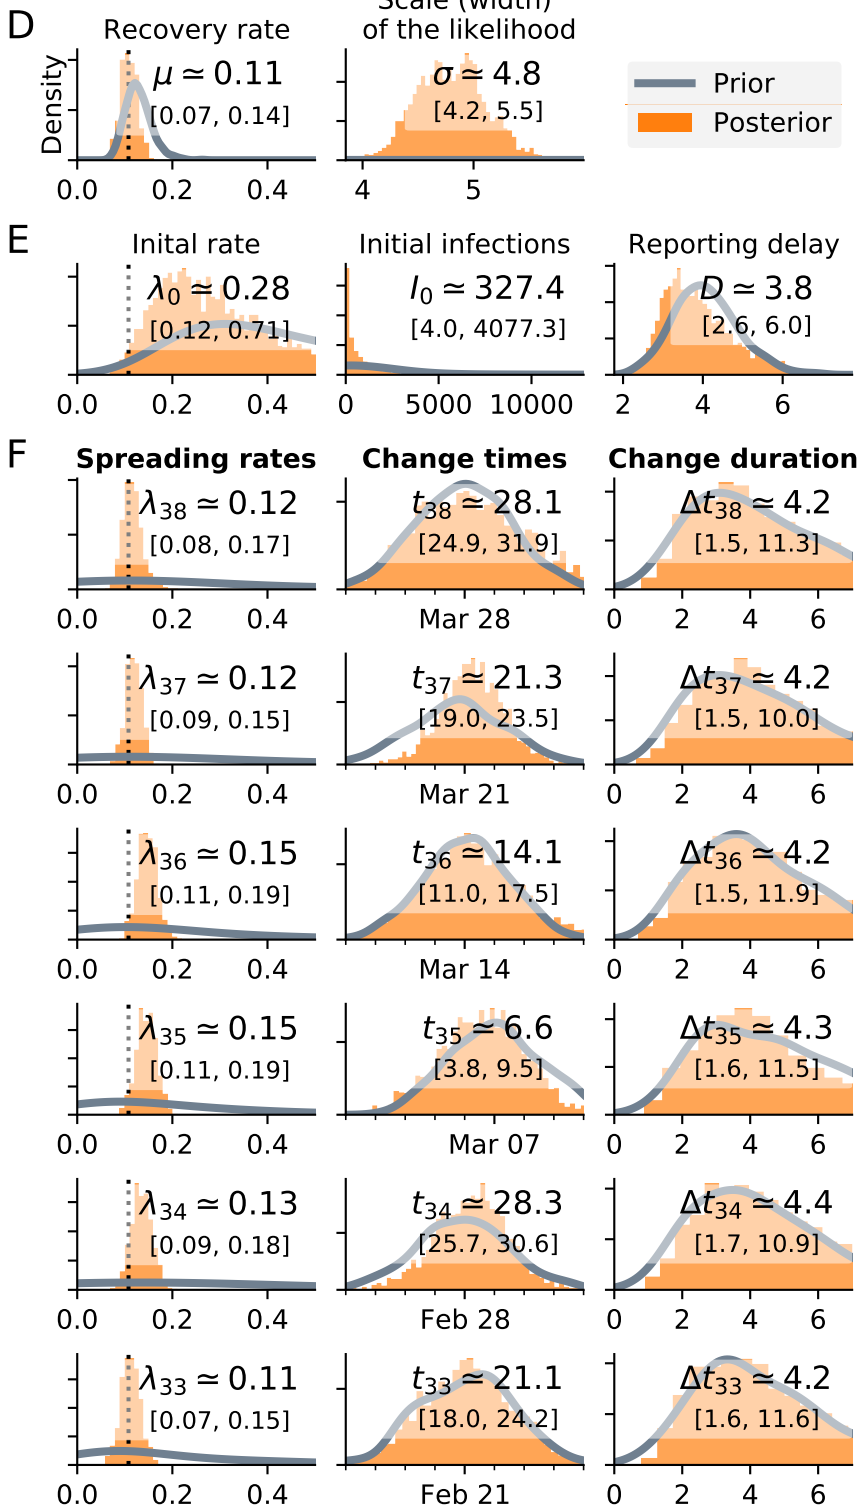 D
Recovery rate
Scale (width)
of the likelihood
Density
μ ≃ 0.11
[0.07, 0.14]
0.0 0.2 0.4
σ ≃ 4.8
[4.2, 5.5]
4 5
Prior
Posterior
E
Inital rate
λ0 ≃ 0.28
[0.12, 0.71]
0.0 0.2 0.4
Initial infections
I0 ≃ 327.4
[4.0, 4077.3]
0 5000 10000
Reporting delay
D ≃ 3.8
[2.6, 6.0]
2 4 6
F
Spreading rates
Change times
Change duration
λ38 ≃ 0.12
[0.08, 0.17]
0.0 0.2 0.4
t38 ≃ 28.1
[24.9, 31.9]
Mar 28
Δt38 ≃ 4.2
[1.5, 11.3]
0 2 4 6
λ37 ≃ 0.12
[0.09, 0.15]
0.0 0.2 0.4
t37 ≃ 21.3
[19.0, 23.5]
Mar 21
Δt37 ≃ 4.2
[1.5, 10.0]
0 2 4 6
λ36 ≃ 0.15
[0.11, 0.19]
0.0 0.2 0.4
t36 ≃ 14.1
[11.0, 17.5]
Mar 14
Δt36 ≃ 4.2
[1.5, 11.9]
0 2 4 6
λ35 ≃ 0.15
[0.11, 0.19]
0.0 0.2 0.4
t35 ≃ 6.6
[3.8, 9.5]
Mar 07
Δt35 ≃ 4.3
[1.6, 11.5]
0 2 4 6
λ34 ≃ 0.13
[0.09, 0.18]
0.0 0.2 0.4
t34 ≃ 28.3
[25.7, 30.6]
Feb 28
Δt34 ≃ 4.4
[1.7, 10.9]
0 2 4 6
λ33 ≃ 0.11
[0.07, 0.15]
0.0 0.2 0.4
t33 ≃ 21.1
[18.0, 24.2]
Feb 21
Δt33 ≃ 4.2
[1.6, 11.6]
0 2 4 6